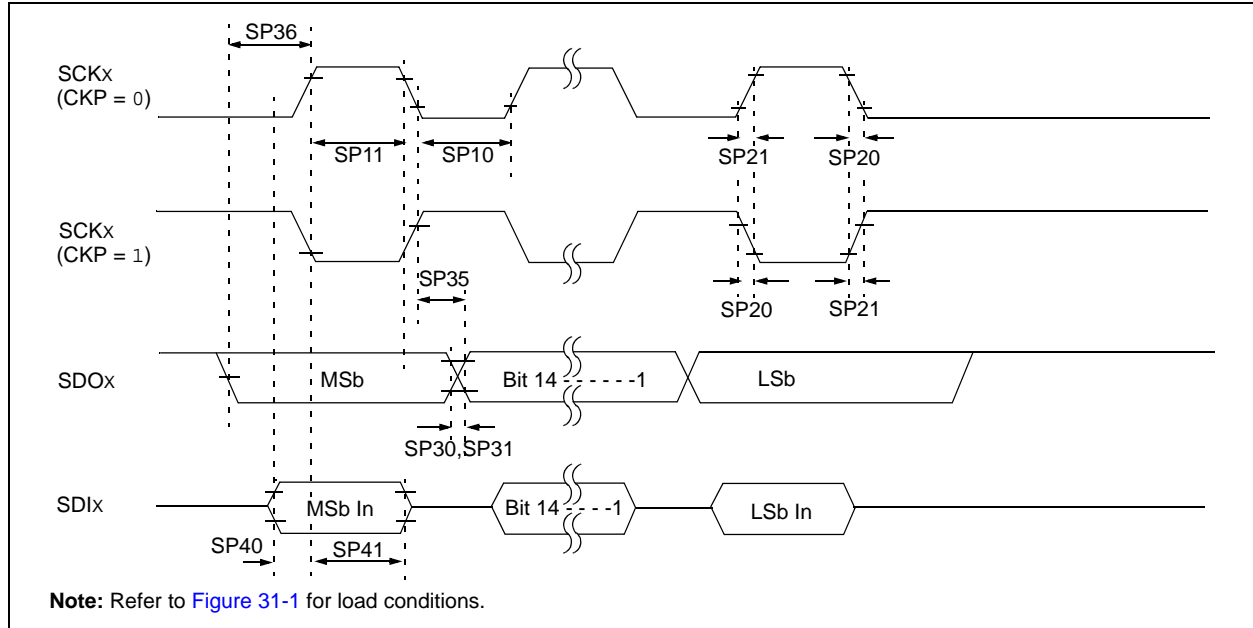 SP36
SCKx
(CKP = 0)
SP11
SP10
SP21
SP20
SCKx
(CKP = 1)
SP35
SP20
SP21
SDOx
MSb
Bit 14 - - - - - -1
LSb
SP30,SP31
SDIx
MSb In
Bit 14 - - - -1
LSb In
SP40
SP41
Note: Refer to Figure 31-1 for load conditions.